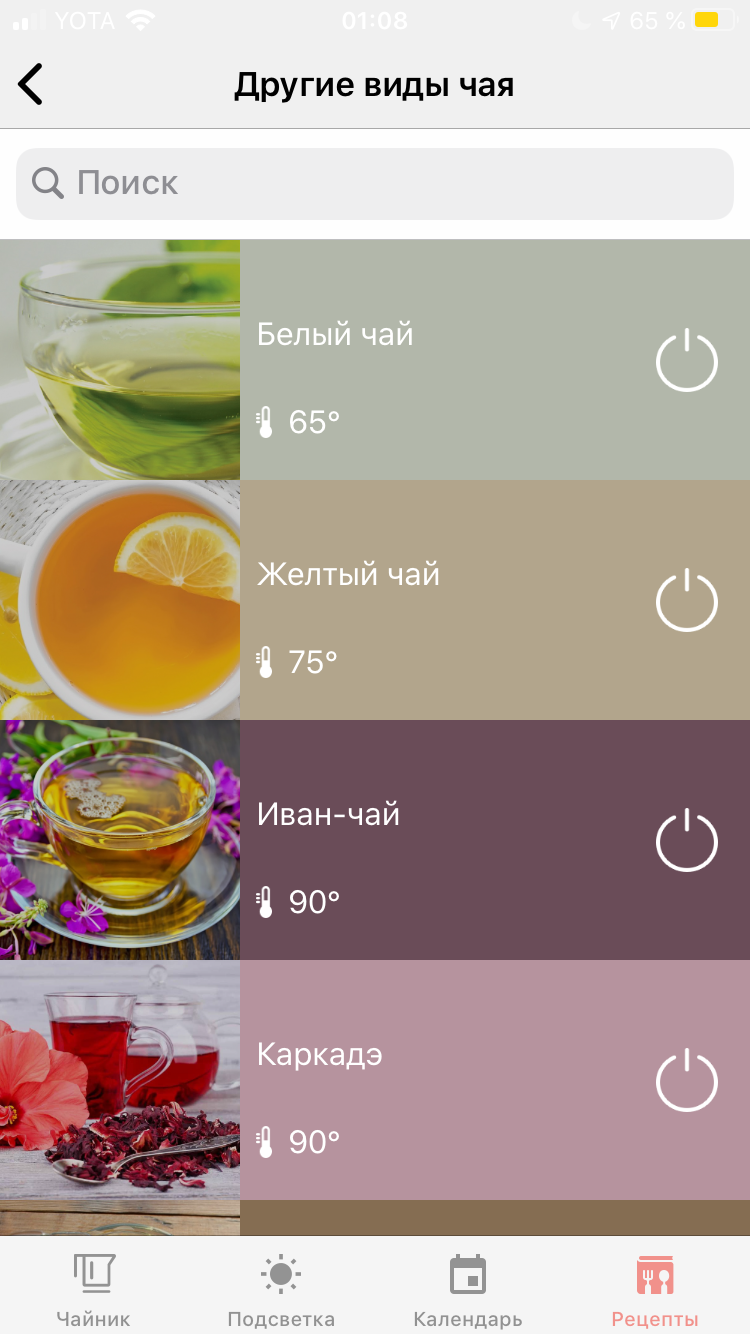 YOTA 01:08 65 %
Другие виды чая
Поиск
Белый чай
65°
Желтый чай
75°
Иван-чай
90°
Каркадэ
90°
Чайник Подсветка Календарь Рецепты